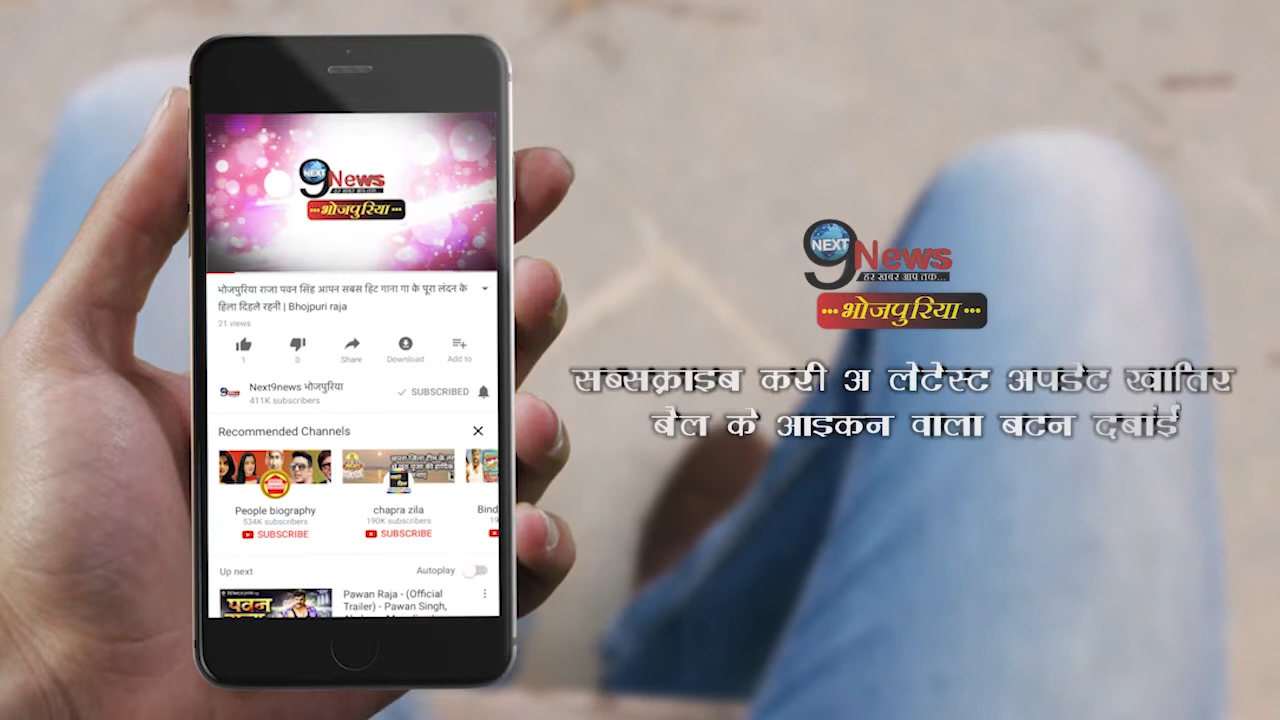 NEXT
9News
हर खबर आप तक...
···भोजपुरिया···
भोजपुरिया राजा पवन सिंह आपन सबस हिट गाना गा के पूरा लंदन के
हिला दिहले रहनी | Bhojpuri raja
21 views
1
0
Share
Download
Add to
Next9news भोजपुरिया
411K subscribers
SUBSCRIBED
Recommended Channels
People biography
534K subscribers
SUBSCRIBE
chapra zila
190K subscribers
SUBSCRIBE
Bind
19
Up next
Autoplay
पवन
Pawan Raja - (Official
Trailer) - Pawan Singh,
NEXT
9News
हर खबर आप तक...
···भोजपुरिया···
सब्सक्राइब करी अ लेटेस्ट अपडेट खातिर
बैल के आइकन वाला बटन दबाई